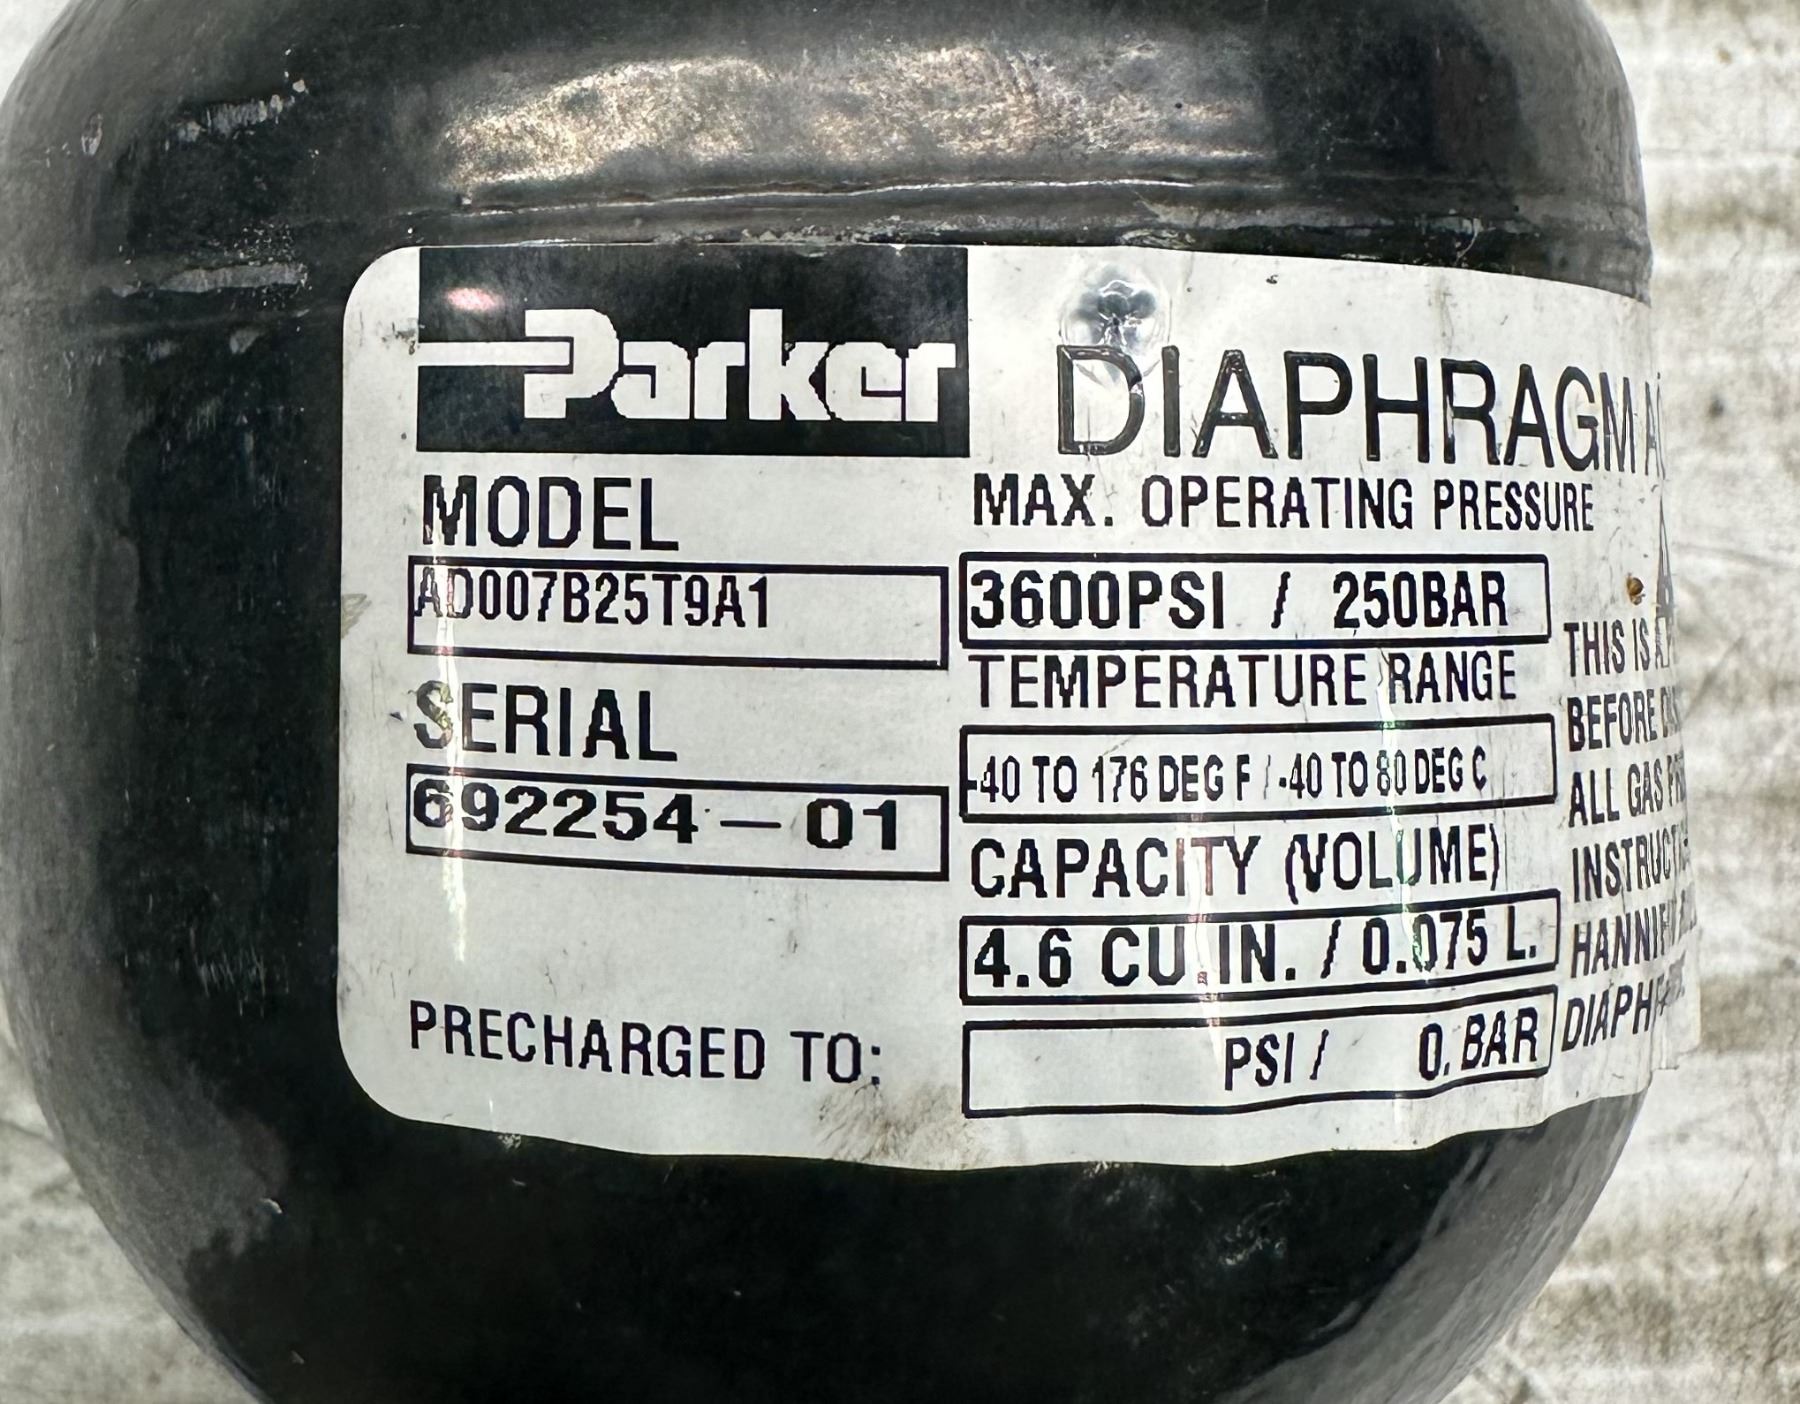 Parker
DIAPHRAGM
MODEL
AD007B25T9A1
SERIAL
692254-01
PRECHARGED TO:
MAX. OPERATING PRESSURE
3600PSI / 250BAR
TEMPERATURE RANGE
-40 TO 176 DEG F / -40 TO 80 DEG C
CAPACITY (VOLUME)
4.6 CU.IN. / 0.075 L.
PSI / 0. BAR
THIS IS A
BEFORE
ALL GAS